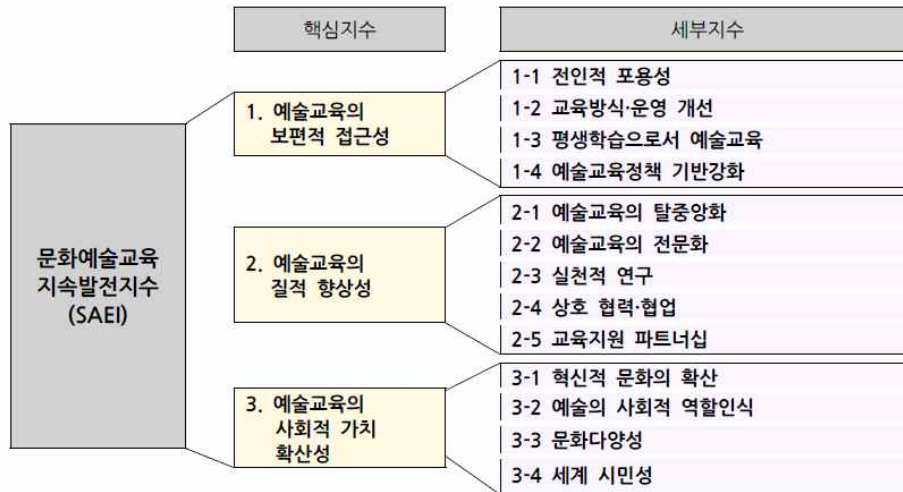 핵심지수
세부지수
문화예술교육
지속발전지수
(SAEI)
1. 예술교육의
보편적 접근성
1-1 전인적 포용성
1-2 교육방식·운영 개선
1-3 평생학습으로서 예술교육
1-4 예술교육정책 기반강화
2. 예술교육의
질적 향상성
2-1 예술교육의 탈중앙화
2-2 예술교육의 전문화
2-3 실천적 연구
2-4 상호 협력·협업
2-5 교육지원 파트너십
3. 예술교육의
사회적 가치
확산성
3-1 혁신적 문화의 확산
3-2 예술의 사회적 역할인식
3-3 문화다양성
3-4 세계 시민성